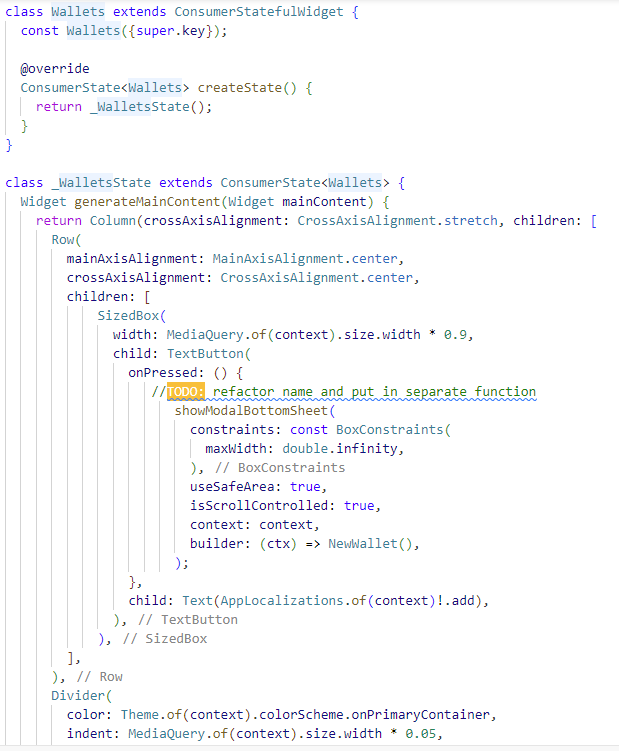 class Wallets extends ConsumerStatefulWidget {
  const Wallets({super.key});

  @override
  ConsumerState<Wallets> createState() {
    return _WalletsState();
  }
}

class _WalletsState extends ConsumerState<Wallets> {
  Widget generateMainContent(Widget mainContent) {
    return Column(crossAxisAlignment: CrossAxisAlignment.stretch, children: [
      Row(
        mainAxisAlignment: MainAxisAlignment.center,
        crossAxisAlignment: CrossAxisAlignment.center,
        children: [
            SizedBox(
              width: MediaQuery.of(context).size.width * 0.9,
              child: TextButton(
                onPressed: () {
                   //TODO: refactor name and put in separate function
                      showModalBottomSheet(
                        constraints: const BoxConstraints(
                          maxWidth: double.infinity,
                        ), // BoxConstraints
                        useSafeArea: true,
                        isScrollControlled: true,
                        context: context,
                        builder: (ctx) => NewWallet(),
                      );
                },
                child: Text(AppLocalizations.of(context)!.add),
              ), // TextButton
            ), // SizedBox
        ],
      ), // Row
      Divider(
        color: Theme.of(context).colorScheme.onPrimaryContainer,
        indent: MediaQuery.of(context).size.width * 0.05,